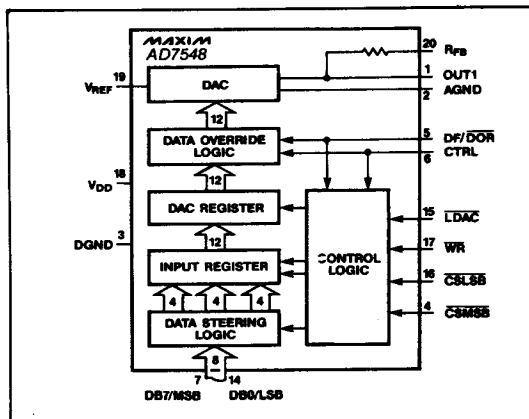 MAXIM
AD7548
20 RFB
1 OUT1
2 AGND
19 VREF
DAC
12
5 DF/DOR
6 CTRL
DATA OVERRIDE
LOGIC
12
18 VDD
DAC REGISTER
12
3 DGND
15 LDAC
17 WR
16 CSLSB
4 CSMSB
CONTROL
LOGIC
INPUT REGISTER
4 4 4
DATA STEERING
LOGIC
8
7 14
DB7/MSB DB0/LSB